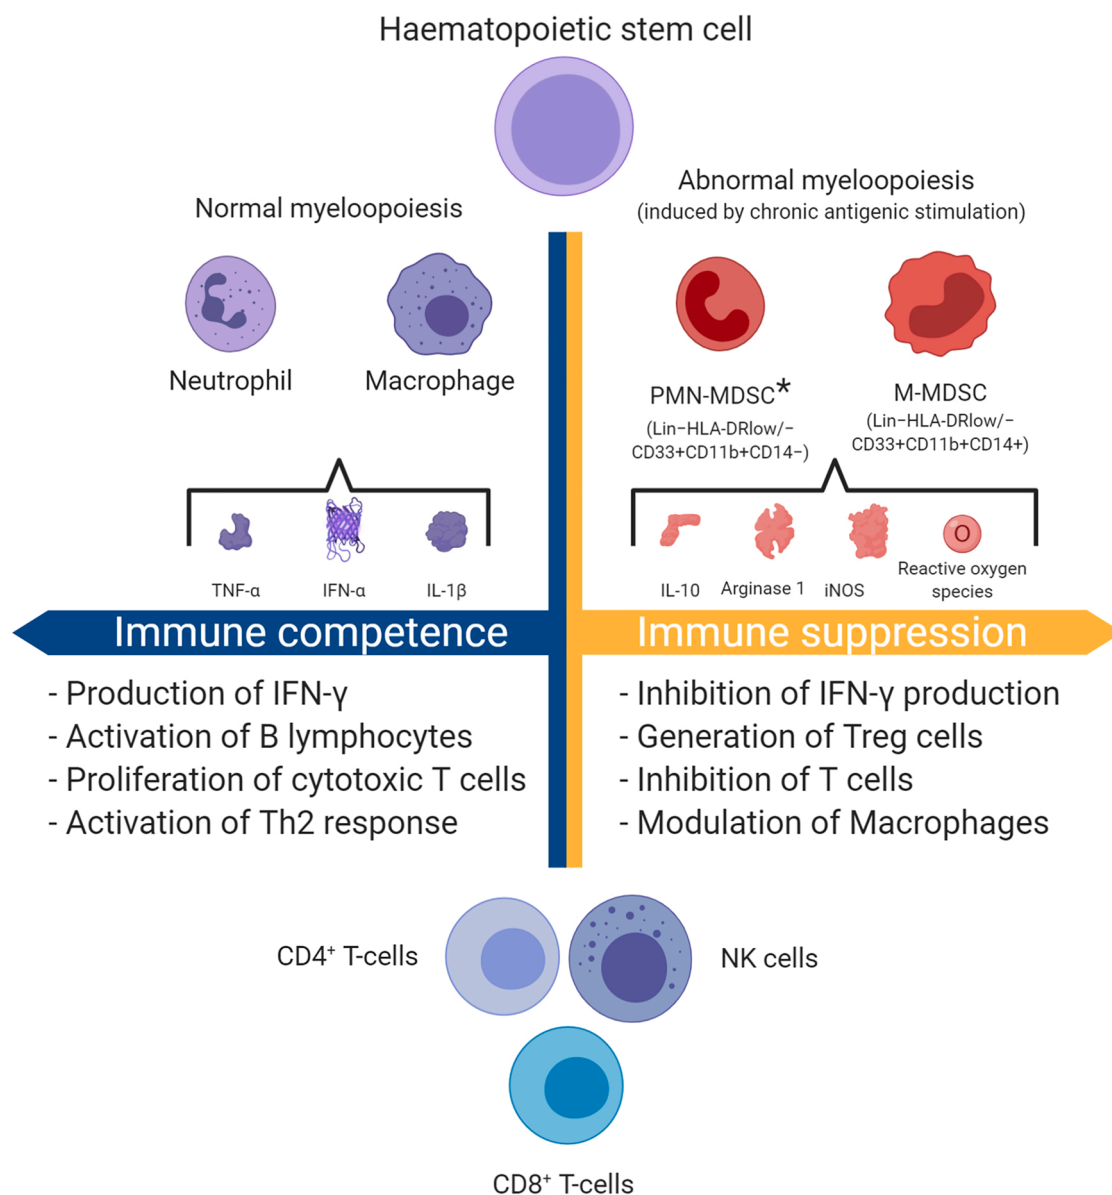 Haematopoietic stem cell
Normal myeloopoiesis
Neutrophil
Macrophage
TNF-α
IFN-α
IL-1β
Abnormal myeloopoiesis
(induced by chronic antigenic stimulation)
PMN-MDSC*
(Lin−HLA-DRlow/−
CD33+CD11b+CD14−)
M-MDSC
(Lin−HLA-DRlow/−
CD33+CD11b+CD14+)
IL-10
Arginase 1
iNOS
O
Reactive oxygen
species
Immune competence
- Production of IFN-γ
- Activation of B lymphocytes
- Proliferation of cytotoxic T cells
- Activation of Th2 response
Immune suppression
- Inhibition of IFN-γ production
- Generation of Treg cells
- Inhibition of T cells
- Modulation of Macrophages
CD4⁺ T-cells
NK cells
CD8⁺ T-cells